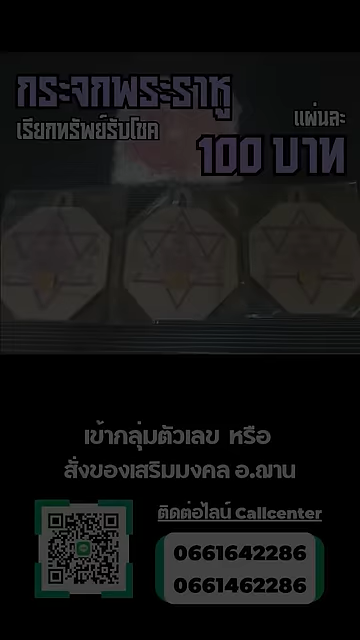 กระจกพระราหู
เรียกทรัพย์รับโชค
แผ่นละ
100 บาท
เข้ากลุ่มตัวเลข หรือ
สั่งของเสริมมงคล อ.ฌาน
ติดต่อไลน์ Callcenter
0661642286
0661462286